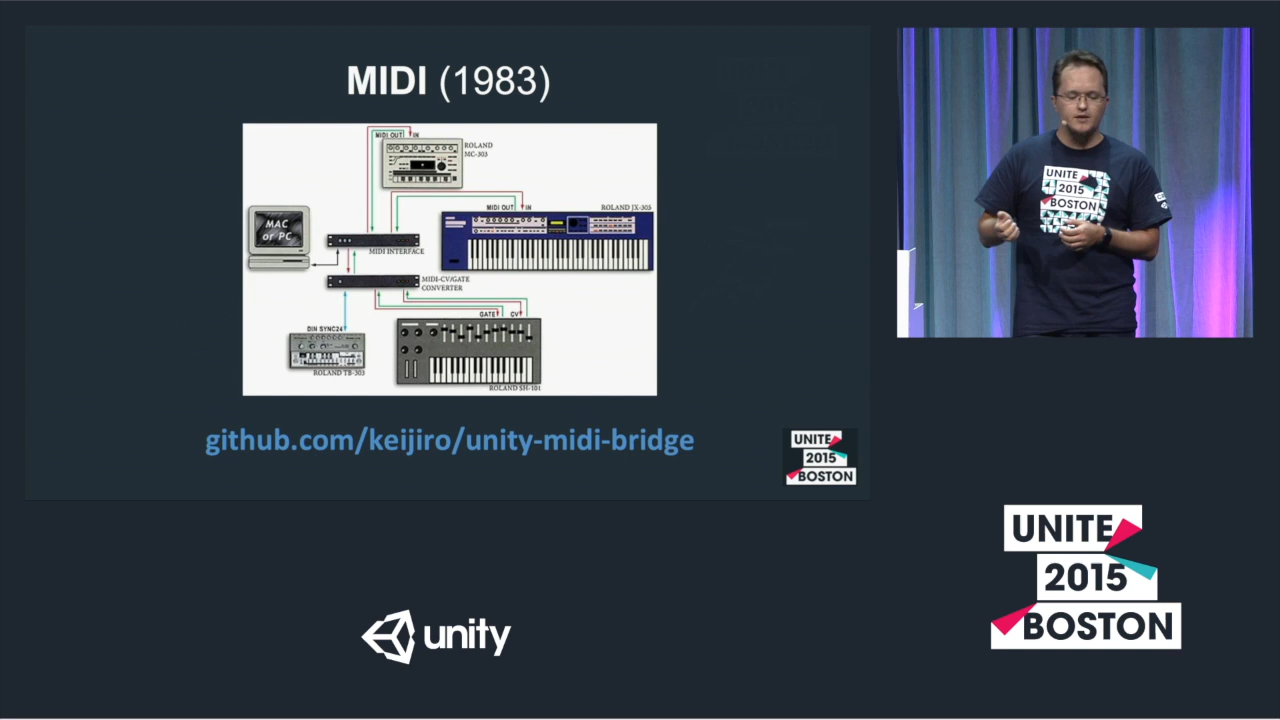 MIDI (1983)
MIDI OUT IN
ROLAND
MC-303
MIDI OUT IN
ROLAND JX-305
MAC
or PC
MIDI INTERFACE
MIDI-CV/GATE
CONVERTER
GATE CV
DIN SYNC24
ROLAND TB-303
ROLAND SH-101
github.com/keijiro/unity-midi-bridge
UNITE
2015
BOSTON
UNITE
2015
BOSTON
UNITE
2015
BOSTON
unity